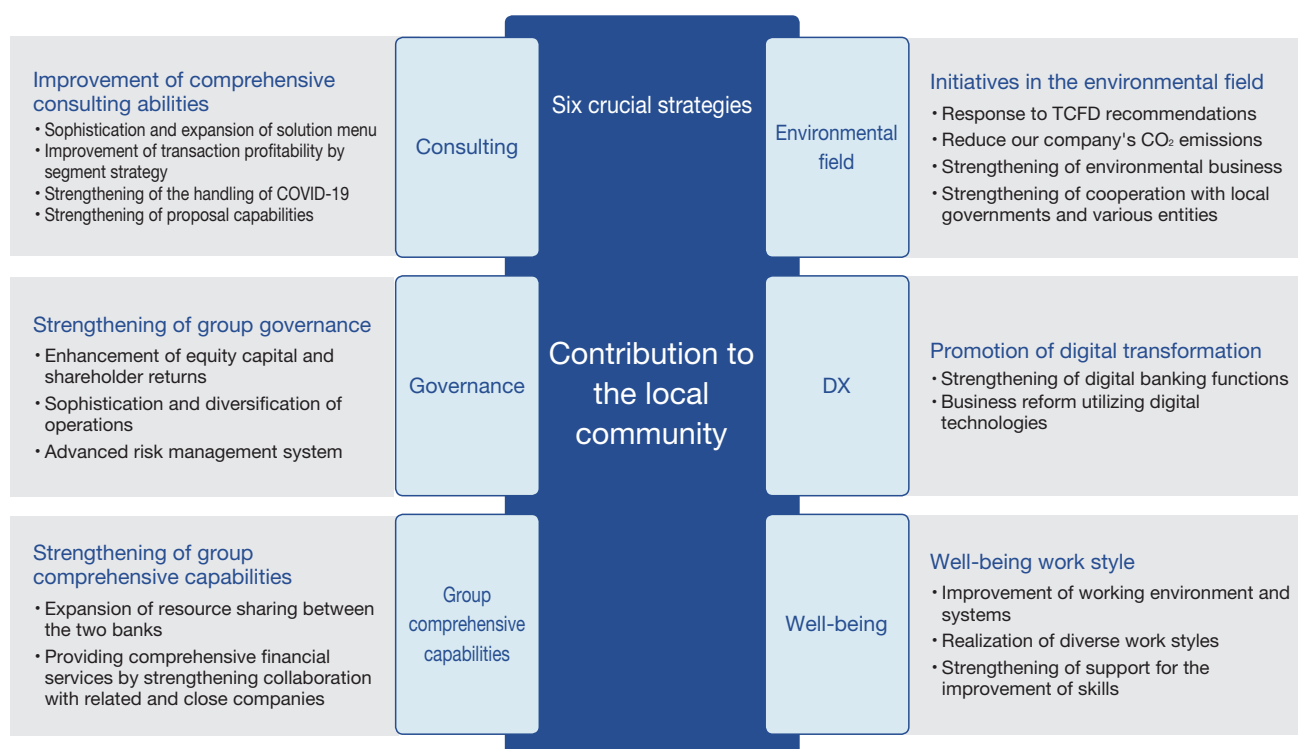 Six crucial strategies
Contribution to
the local
community
Improvement of comprehensive
consulting abilities
・Sophistication and expansion of solution menu
・Improvement of transaction profitability by
segment strategy
・Strengthening of the handling of COVID-19
・Strengthening of proposal capabilities
Consulting
Strengthening of group governance
・Enhancement of equity capital and
shareholder returns
・Sophistication and diversification of
operations
・Advanced risk management system
Governance
Strengthening of group
comprehensive capabilities
・Expansion of resource sharing between
the two banks
・Providing comprehensive financial
services by strengthening collaboration
with related and close companies
Group
comprehensive
capabilities
Environmental
field
Initiatives in the environmental field
・Response to TCFD recommendations
・Reduce our company's CO₂ emissions
・Strengthening of environmental business
・Strengthening of cooperation with local
governments and various entities
DX
Promotion of digital transformation
・Strengthening of digital banking functions
・Business reform utilizing digital
technologies
Well-being
Well-being work style
・Improvement of working environment and
systems
・Realization of diverse work styles
・Strengthening of support for the
improvement of skills